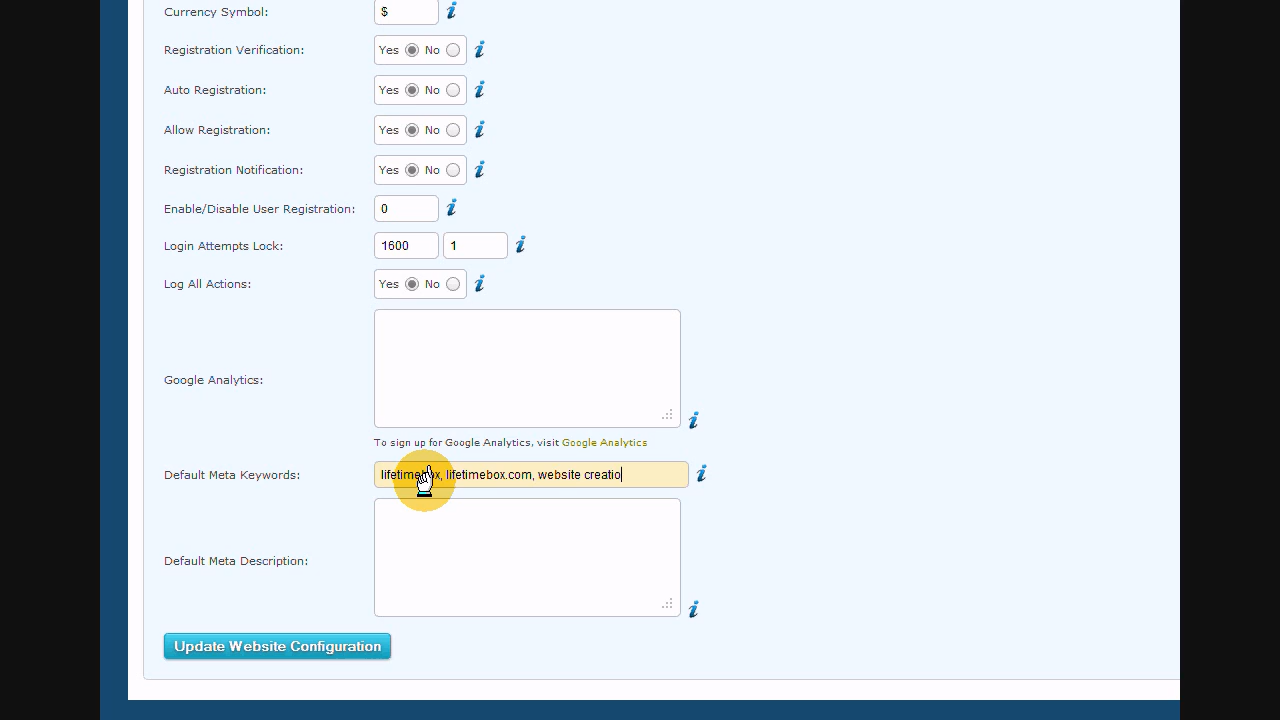 Currency Symbol: $
Registration Verification: Yes No
Auto Registration: Yes No
Allow Registration: Yes No
Registration Notification: Yes No
Enable/Disable User Registration: 0
Login Attempts Lock: 1600 1
Log All Actions: Yes No
Google Analytics:
To sign up for Google Analytics, visit Google Analytics
Default Meta Keywords: lifetimebox, lifetimebox.com, website creatio
Default Meta Description:
Update Website Configuration